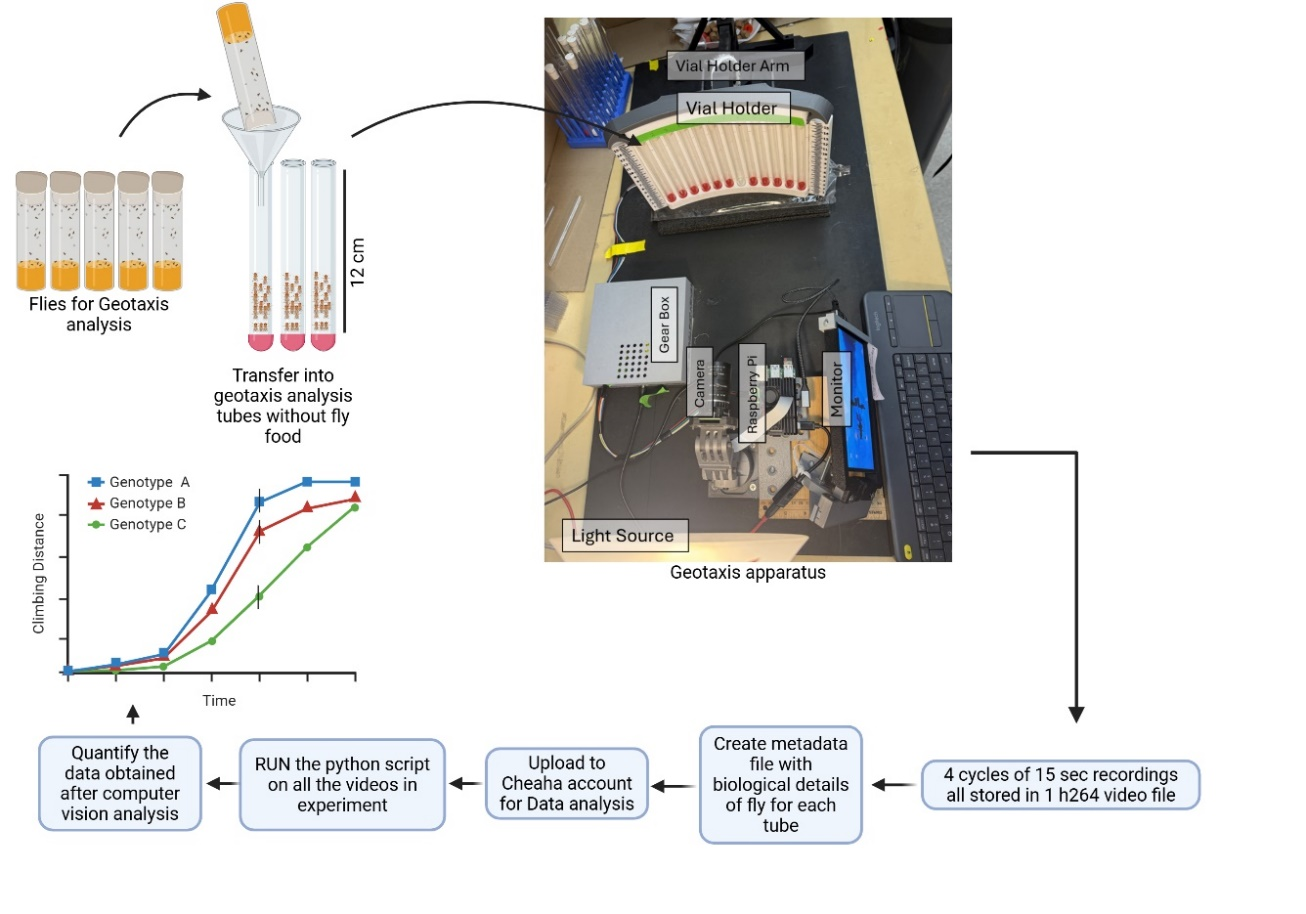 Flies for Geotaxis
analysis
12 cm
Transfer into
geotaxis analysis
tubes without fly
food
Vial Holder Arm
Vial Holder
Gear Box
Camera
Raspberry Pi
Monitor
Light Source
Geotaxis apparatus
Genotype A
Genotype B
Genotype C
Climbing Distance
Time
4 cycles of 15 sec recordings
all stored in 1 h264 video file
Create metadata
file with
biological details
of fly for each
tube
Upload to
Cheaha account
for Data analysis
RUN the python script
on all the videos in
experiment
Quantify the
data obtained
after computer
vision analysis